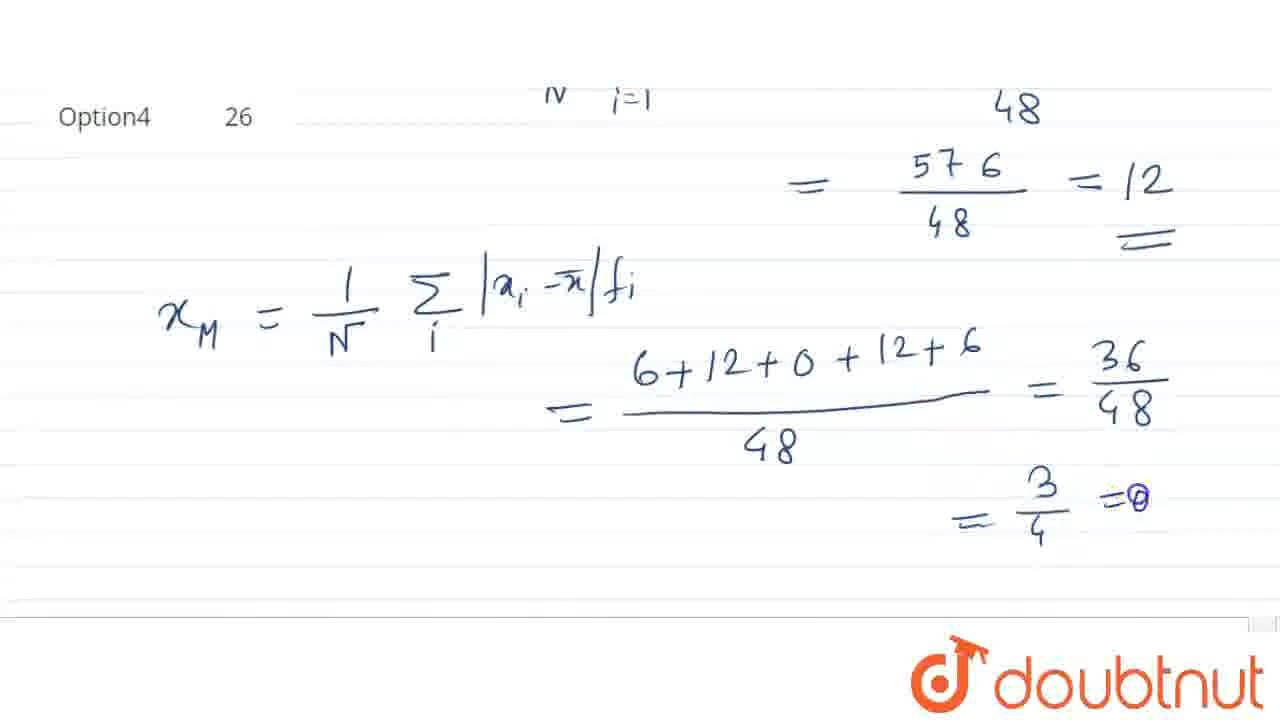 Option4 26
N i=1
48
= 576/48 = 12
x_M = 1/N Σ_i |x_i - x̄| f_i
= 6+12+0+12+6/48 = 36/48
= 3/4 = 0
doubtnut